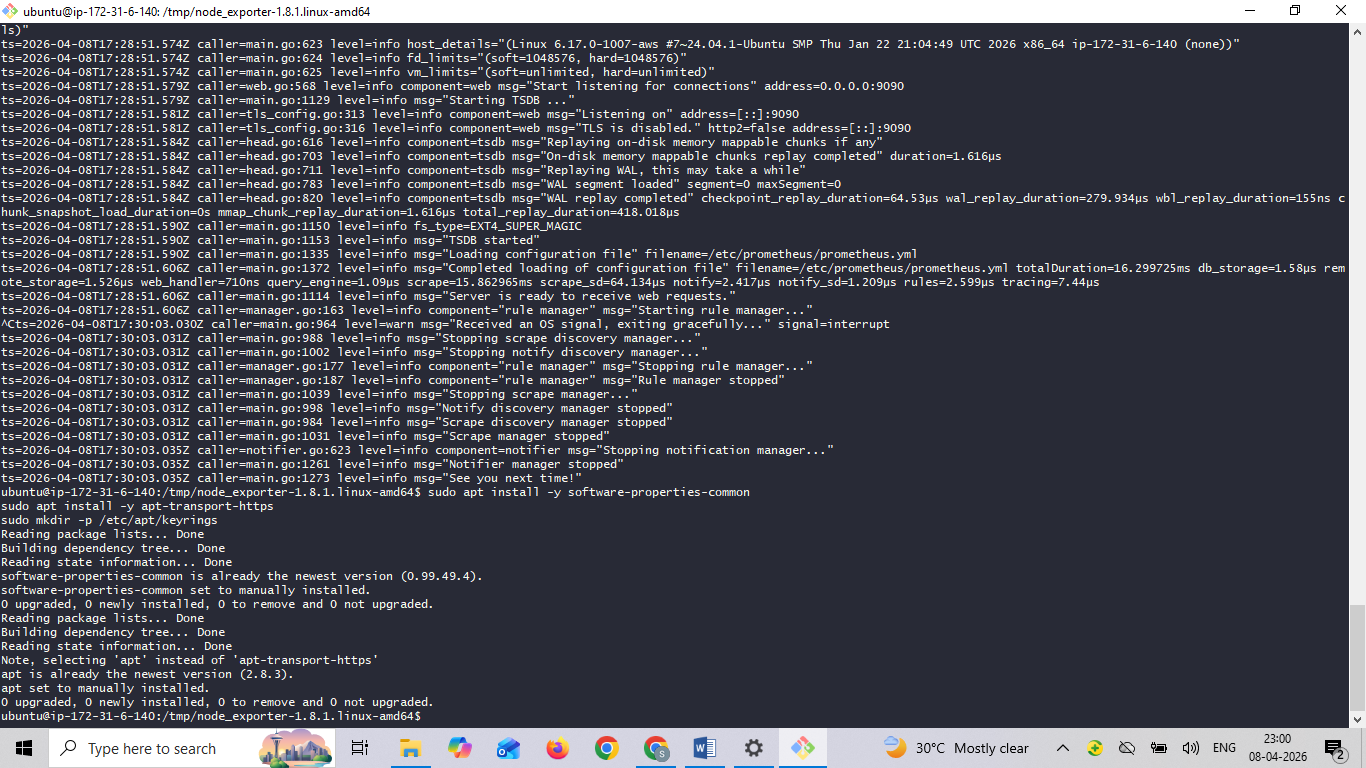 ubuntu@ip-172-31-6-140: /tmp/node_exporter-1.8.1.linux-amd64
ls)"
ts=2026-04-08T17:28:51.574Z caller=main.go:623 level=info host_details="(Linux 6.17.0-1007-aws #7~24.04.1-Ubuntu SMP Thu Jan 22 21:04:49 UTC 2026 x86_64 ip-172-31-6-140 (none))"
ts=2026-04-08T17:28:51.574Z caller=main.go:624 level=info fd_limits="(soft=1048576, hard=1048576)"
ts=2026-04-08T17:28:51.574Z caller=main.go:625 level=info vm_limits="(soft=unlimited, hard=unlimited)"
ts=2026-04-08T17:28:51.579Z caller=web.go:568 level=info component=web msg="Start listening for connections" address=0.0.0.0:9090
ts=2026-04-08T17:28:51.579Z caller=main.go:1129 level=info msg="Starting TSDB ..."
ts=2026-04-08T17:28:51.581Z caller=tls_config.go:313 level=info component=web msg="Listening on" address=[::]:9090
ts=2026-04-08T17:28:51.581Z caller=tls_config.go:316 level=info component=web msg="TLS is disabled." http2=false address=[::]:9090
ts=2026-04-08T17:28:51.584Z caller=head.go:616 level=info component=tsdb msg="Replaying on-disk memory mappable chunks if any"
ts=2026-04-08T17:28:51.584Z caller=head.go:703 level=info component=tsdb msg="On-disk memory mappable chunks replay completed" duration=1.616µs
ts=2026-04-08T17:28:51.584Z caller=head.go:711 level=info component=tsdb msg="Replaying WAL, this may take a while"
ts=2026-04-08T17:28:51.584Z caller=head.go:783 level=info component=tsdb msg="WAL segment loaded" segment=0 maxSegment=0
ts=2026-04-08T17:28:51.584Z caller=head.go:820 level=info component=tsdb msg="WAL replay completed" checkpoint_replay_duration=64.53µs wal_replay_duration=279.934µs wbl_replay_duration=155ns c
hunk_snapshot_load_duration=0s mmap_chunk_replay_duration=1.616µs total_replay_duration=418.018µs
ts=2026-04-08T17:28:51.590Z caller=main.go:1150 level=info fs_type=EXT4_SUPER_MAGIC
ts=2026-04-08T17:28:51.590Z caller=main.go:1153 level=info msg="TSDB started"
ts=2026-04-08T17:28:51.590Z caller=main.go:1335 level=info msg="Loading configuration file" filename=/etc/prometheus/prometheus.yml
ts=2026-04-08T17:28:51.606Z caller=main.go:1372 level=info msg="Completed loading of configuration file" filename=/etc/prometheus/prometheus.yml totalDuration=16.299725ms db_storage=1.58µs rem
ote_storage=1.526µs web_handler=710ns query_engine=1.09µs scrape=15.862965ms scrape_sd=64.134µs notify=2.417µs notify_sd=1.209µs rules=2.599µs tracing=7.44µs
ts=2026-04-08T17:28:51.606Z caller=main.go:1114 level=info msg="Server is ready to receive web requests."
ts=2026-04-08T17:28:51.606Z caller=manager.go:163 level=info component="rule manager" msg="Starting rule manager..."
^Cts=2026-04-08T17:30:03.030Z caller=main.go:964 level=warn msg="Received an OS signal, exiting gracefully..." signal=interrupt
ts=2026-04-08T17:30:03.031Z caller=main.go:988 level=info msg="Stopping scrape discovery manager..."
ts=2026-04-08T17:30:03.031Z caller=main.go:1002 level=info msg="Stopping notify discovery manager..."
ts=2026-04-08T17:30:03.031Z caller=manager.go:177 level=info component="rule manager" msg="Stopping rule manager..."
ts=2026-04-08T17:30:03.031Z caller=manager.go:187 level=info component="rule manager" msg="Rule manager stopped"
ts=2026-04-08T17:30:03.031Z caller=main.go:1039 level=info msg="Stopping scrape manager..."
ts=2026-04-08T17:30:03.031Z caller=main.go:998 level=info msg="Notify discovery manager stopped"
ts=2026-04-08T17:30:03.031Z caller=main.go:984 level=info msg="Scrape discovery manager stopped"
ts=2026-04-08T17:30:03.031Z caller=main.go:1031 level=info msg="Scrape manager stopped"
ts=2026-04-08T17:30:03.035Z caller=notifier.go:623 level=info component=notifier msg="Stopping notification manager..."
ts=2026-04-08T17:30:03.035Z caller=main.go:1261 level=info msg="Notifier manager stopped"
ts=2026-04-08T17:30:03.035Z caller=main.go:1273 level=info msg="See you next time!"
ubuntu@ip-172-31-6-140:/tmp/node_exporter-1.8.1.linux-amd64$ sudo apt install -y software-properties-common
sudo apt install -y apt-transport-https
sudo mkdir -p /etc/apt/keyrings
Reading package lists... Done
Building dependency tree... Done
Reading state information... Done
software-properties-common is already the newest version (0.99.49.4).
software-properties-common set to manually installed.
0 upgraded, 0 newly installed, 0 to remove and 0 not upgraded.
Reading package lists... Done
Building dependency tree... Done
Reading state information... Done
Note, selecting 'apt' instead of 'apt-transport-https'
apt is already the newest version (2.8.3).
apt set to manually installed.
0 upgraded, 0 newly installed, 0 to remove and 0 not upgraded.
ubuntu@ip-172-31-6-140:/tmp/node_exporter-1.8.1.linux-amd64$
Type here to search
30°C Mostly clear
ENG
23:00
08-04-2026
2